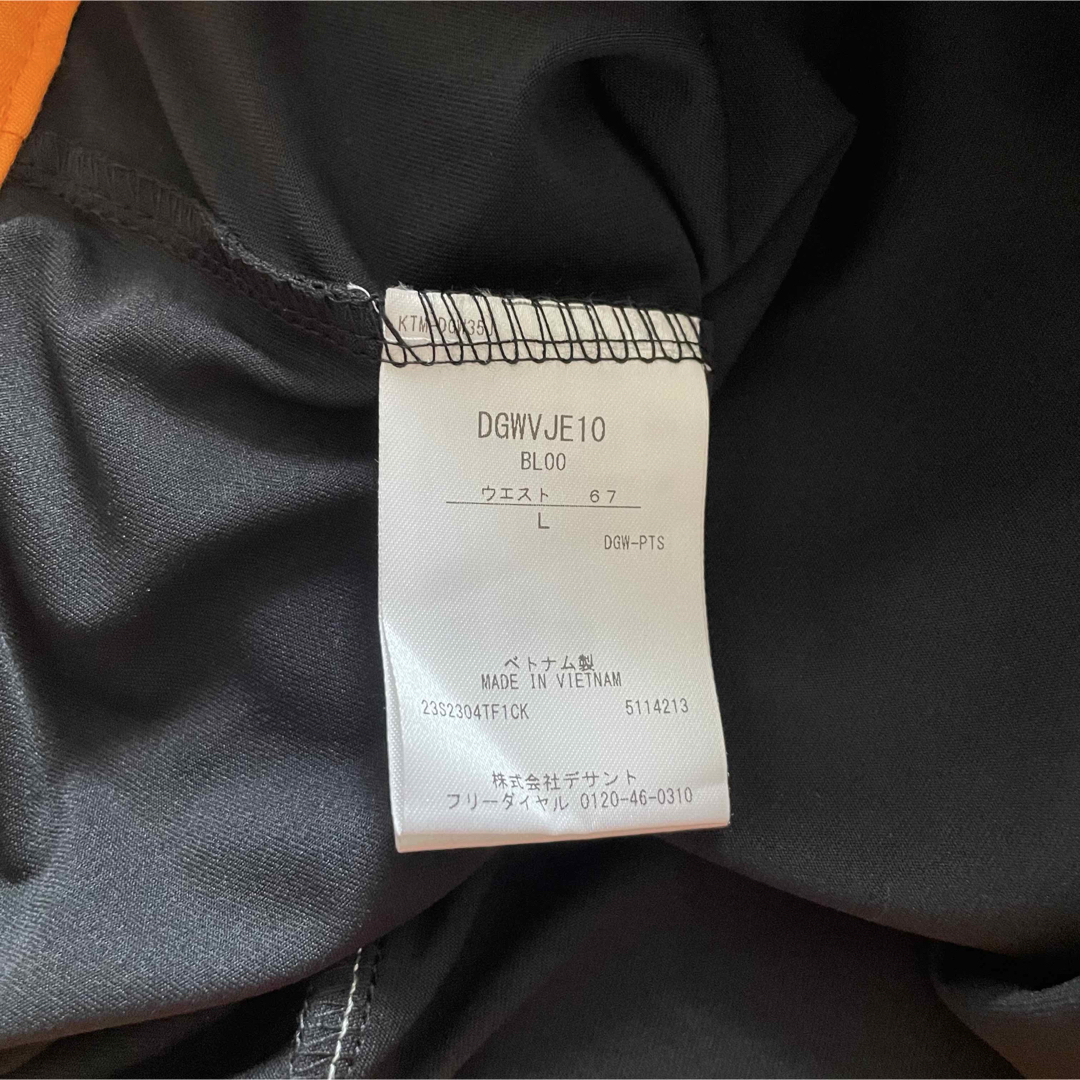 DGWVJE10
BL00
ウエスト 67
L
DGW-PTS
ベトナム製
MADE IN VIETNAM
23S2304TF1CK 5114213
株式会社デサント
フリーダイヤル 0120-46-0310